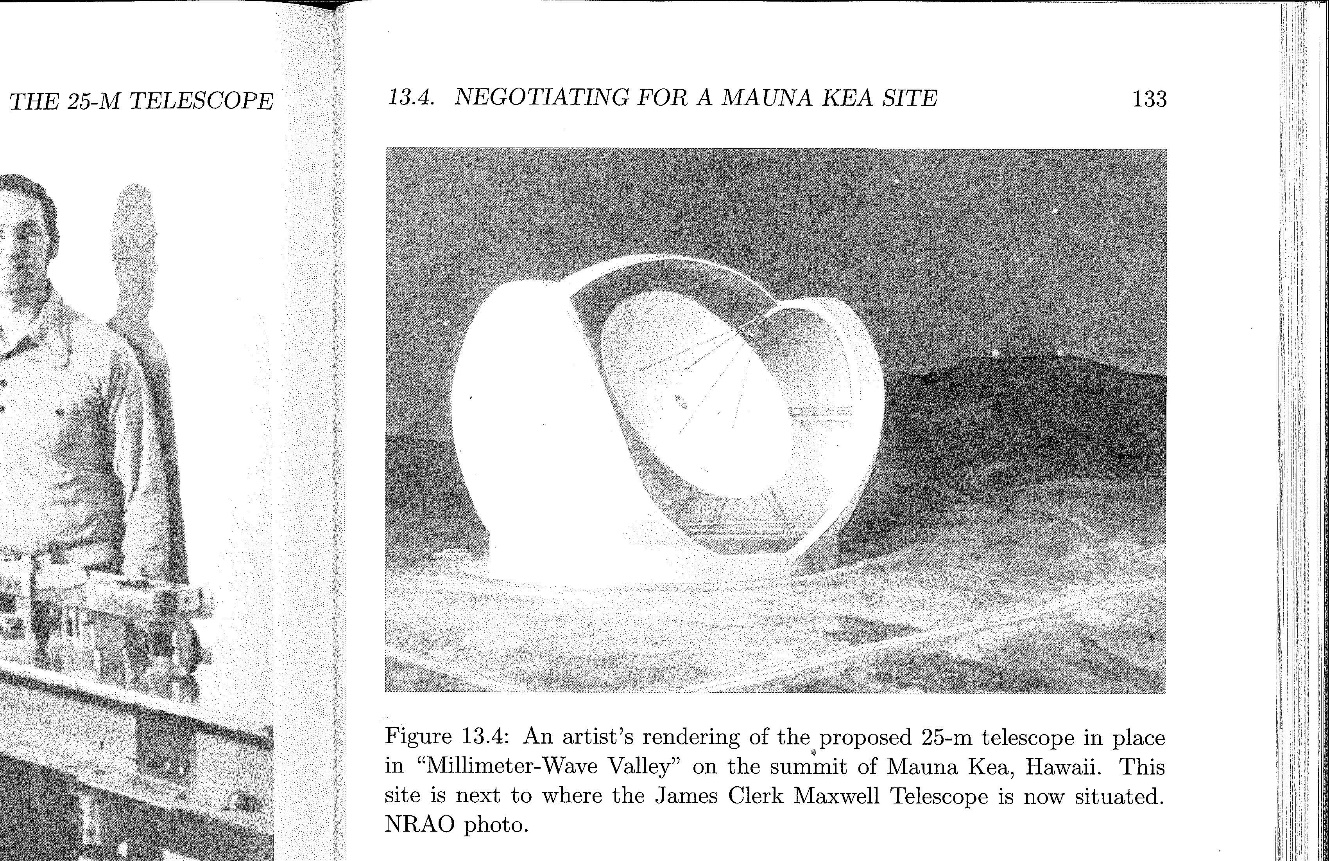 THE 25-M TELESCOPE
13.4. NEGOTIATING FOR A MAUNA KEA SITE 133
Figure 13.4: An artist's rendering of the proposed 25-m telescope in place
in “Millimeter-Wave Valley” on the summit of Mauna Kea, Hawaii. This
site is next to where the James Clerk Maxwell Telescope is now situated.
NRAO photo.